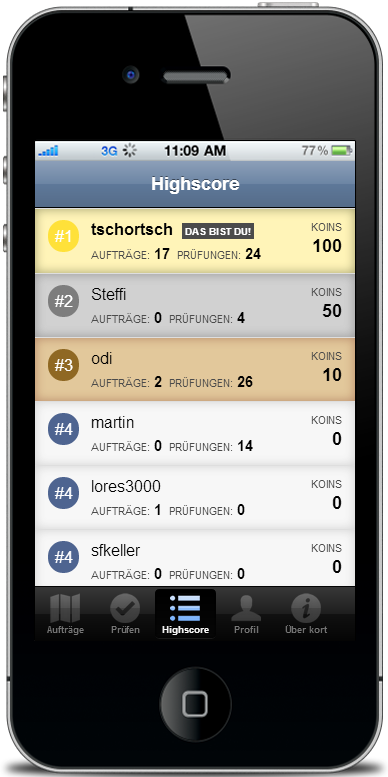 3G 11:09 AM 77%
Highscore
#1 tschortsch DAS BIST DU! KOINS
AUFTRÄGE: 17 PRÜFUNGEN: 24 100
#2 Steffi KOINS
AUFTRÄGE: 0 PRÜFUNGEN: 4 50
#3 odi KOINS
AUFTRÄGE: 2 PRÜFUNGEN: 26 10
#4 martin KOINS
AUFTRÄGE: 0 PRÜFUNGEN: 14 0
#4 lores3000 KOINS
AUFTRÄGE: 1 PRÜFUNGEN: 0 0
#4 sfkeller KOINS
AUFTRÄGE: 0 PRÜFUNGEN: 0 0
Aufträge Prüfen Highscore Profil Über kort